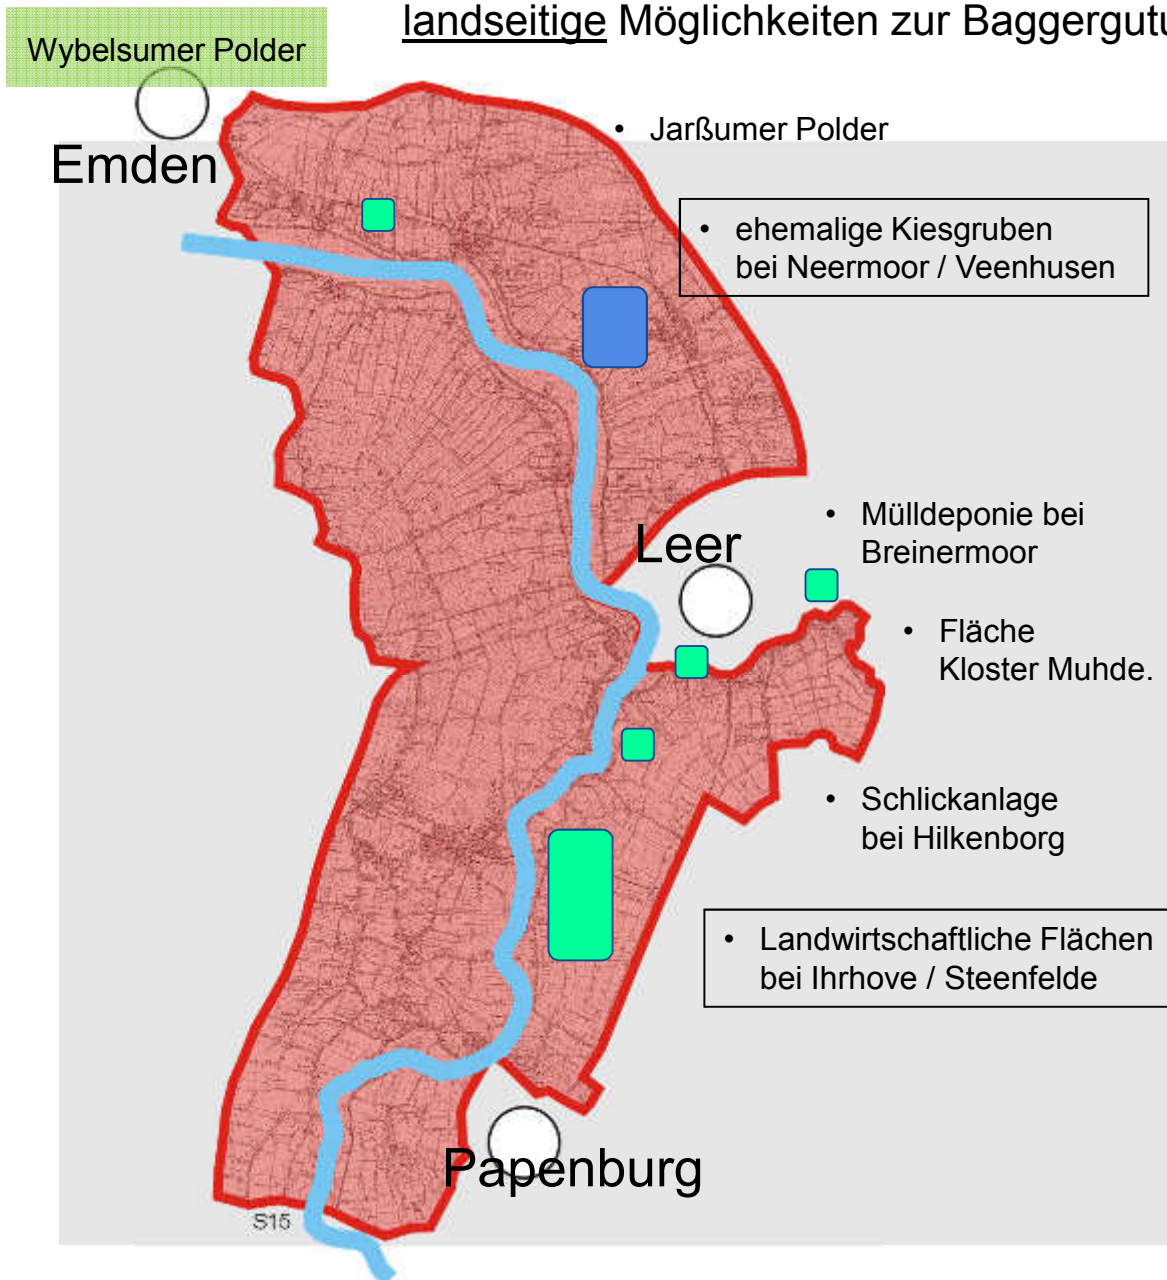 landseitige Möglichkeiten zur
Wybelsumer Polder
Emden
• Jarßumer Polder
• ehemalige Kiesgruben
bei Neermoor / Veenhusen
• Mülldeponie bei
Breinermoor
Leer
• Fläche
Kloster Muhde.
• Schlickanlage
bei Hilkenborg
• Landwirtschaftliche Flächen
bei Ihrhove / Steenfelde
Papenburg
S15